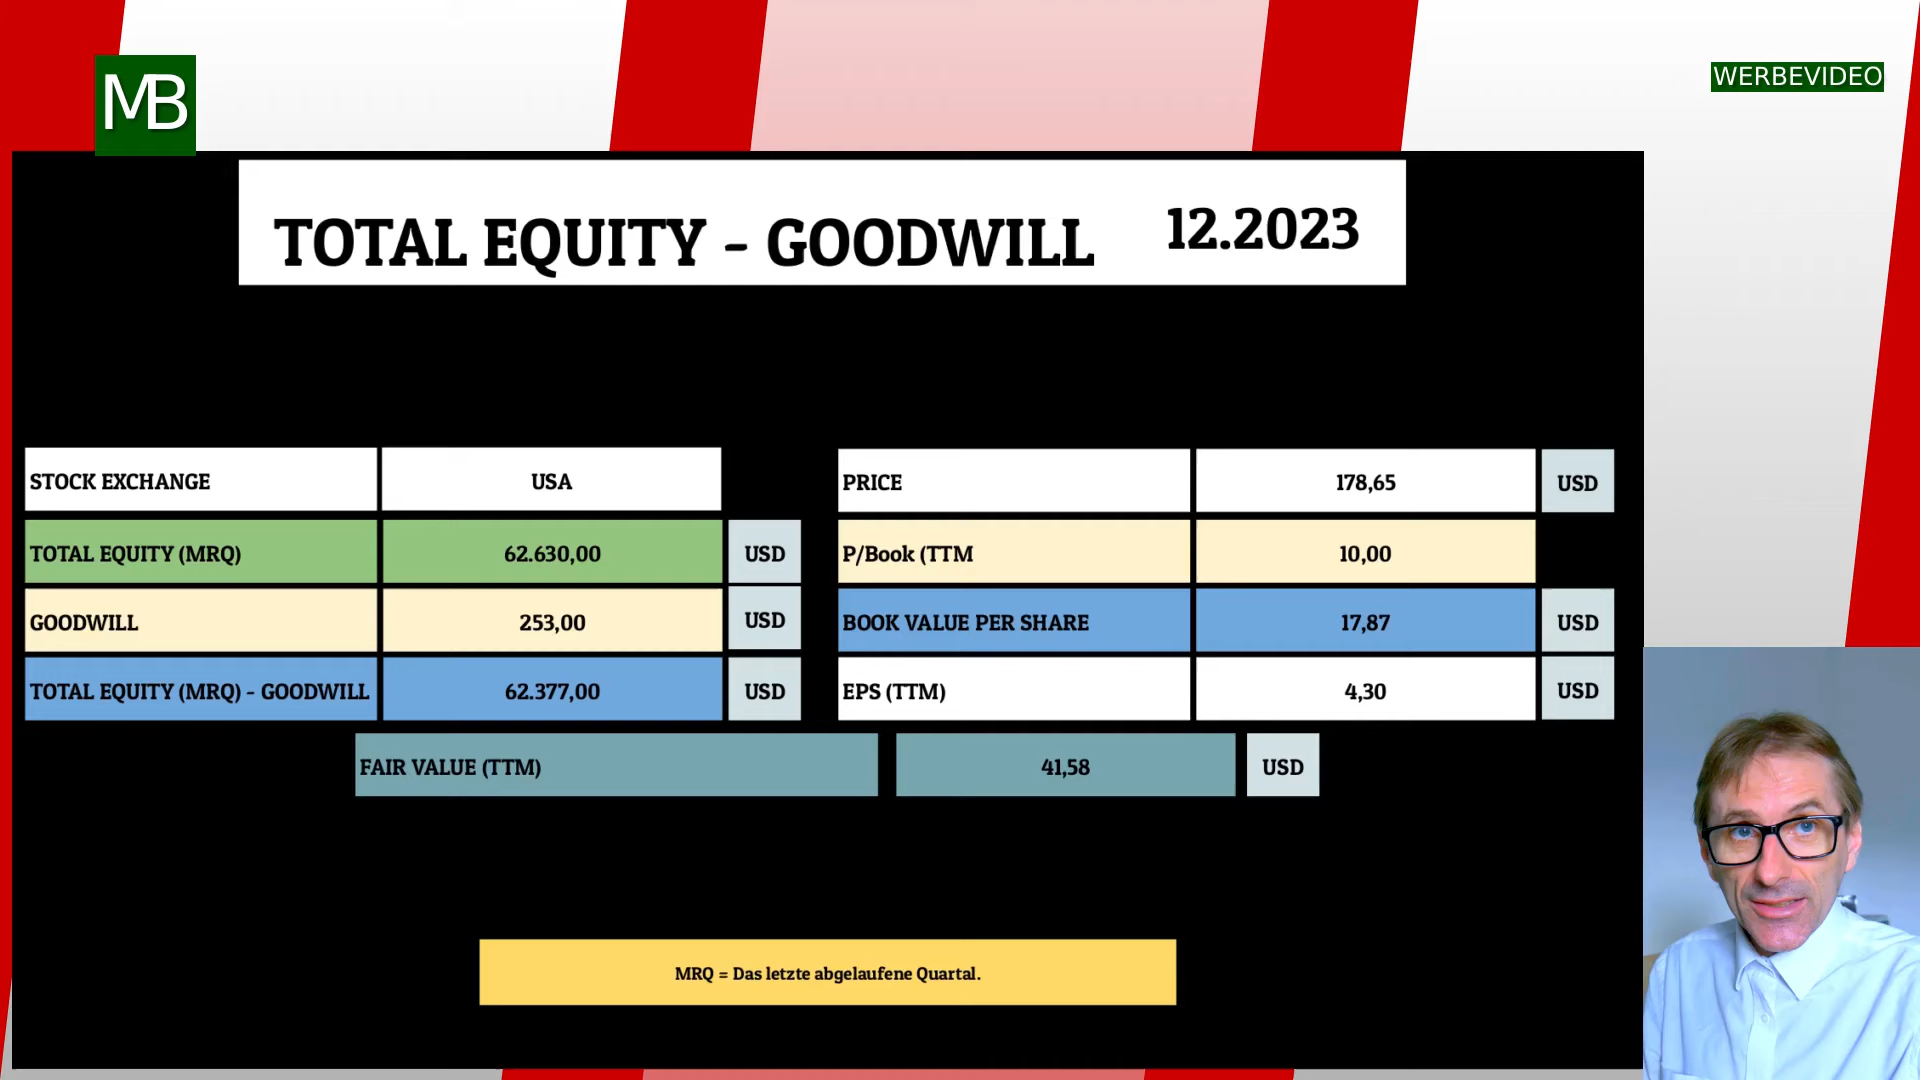 MB
WERBEVIDEO
TOTAL EQUITY - GOODWILL 12.2023
STOCK EXCHANGE USA
TOTAL EQUITY (MRQ) 62.630,00 USD
GOODWILL 253,00 USD
TOTAL EQUITY (MRQ) - GOODWILL 62.377,00 USD
PRICE 178,65 USD
P/Book (TTM 10,00
BOOK VALUE PER SHARE 17,87 USD
EPS (TTM) 4,30 USD
FAIR VALUE (TTM) 41,58 USD
MRQ = Das letzte abgelaufene Quartal.